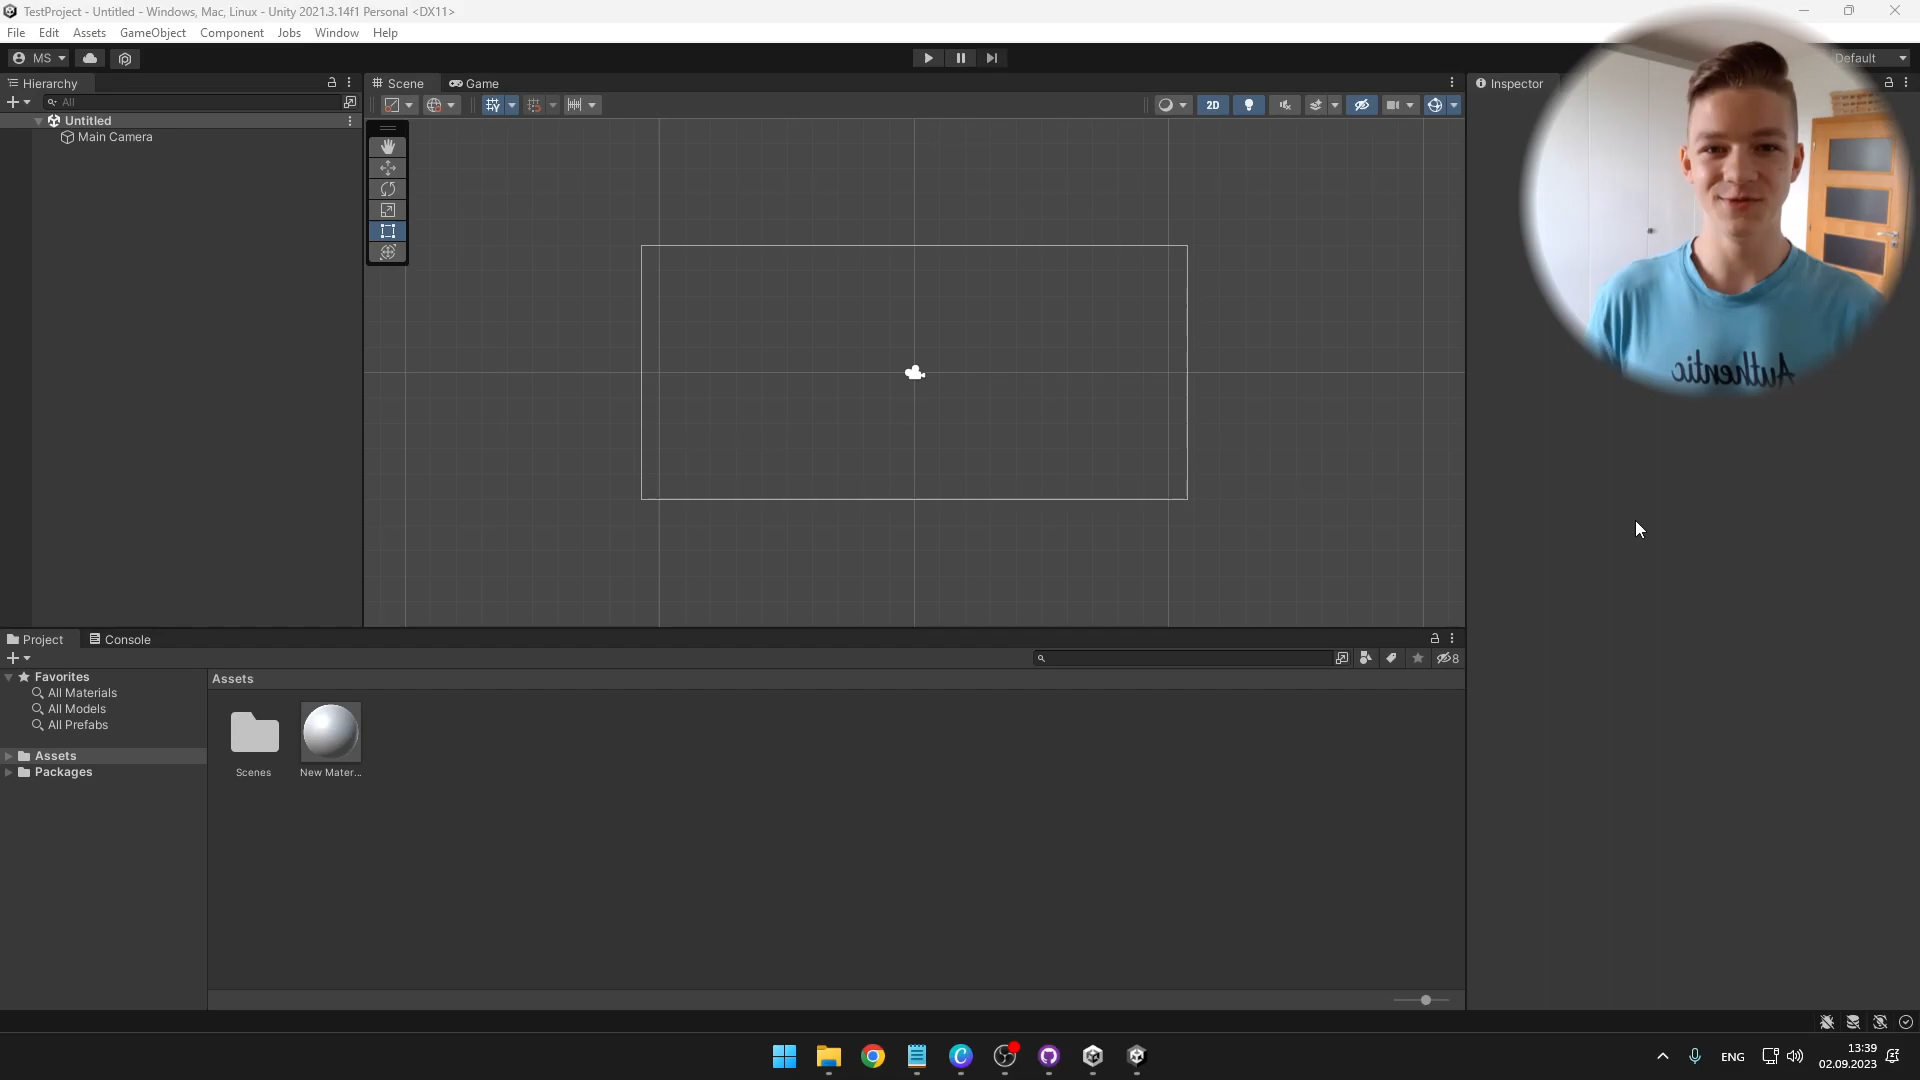 TestProject - Untitled - Windows, Mac, Linux - Unity 2021.3.14f1 Personal <DX11>
File Edit Assets GameObject Component Jobs Window Help
MS
Default
Hierarchy
Scene
Game
Inspector
All
2D
Untitled
Main Camera
Authentic
Project
Console
8
Favorites
All Materials
All Models
All Prefabs
Assets
Packages
Assets
Scenes
New Mater...
ENG
13:39
02.09.2023